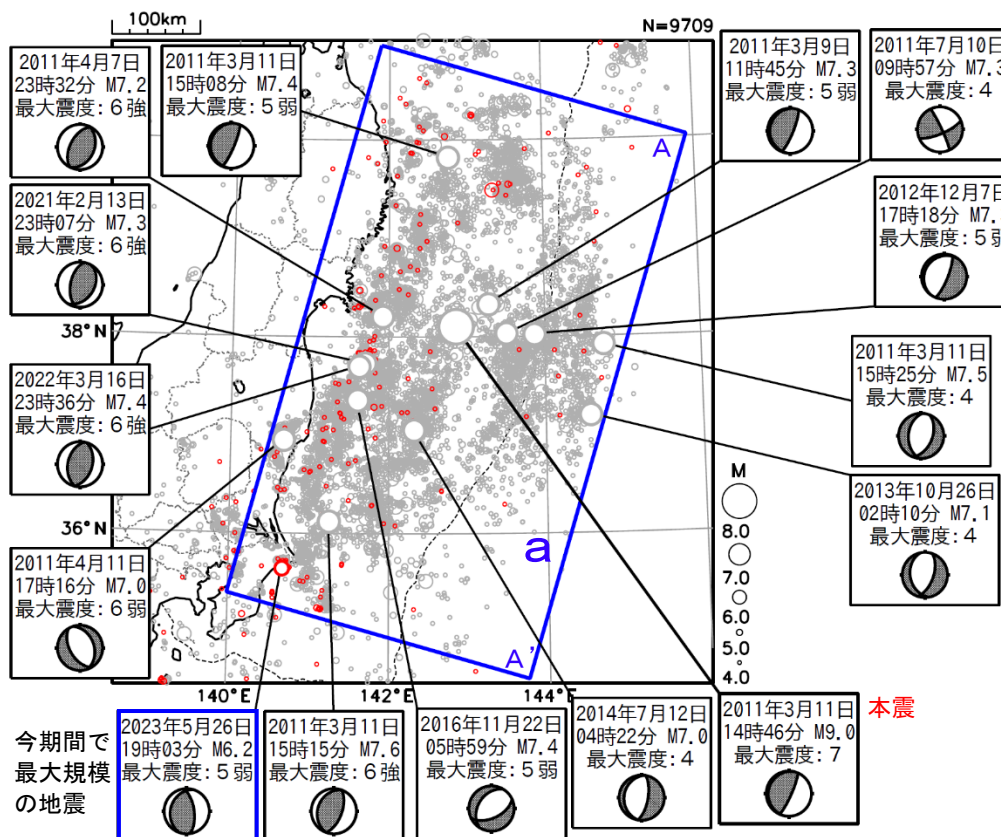 100km
N=9709
2011年4月7日
23時32分 M7.2
最大震度:6強
2011年3月11日
15時08分 M7.4
最大震度:5弱
2011年3月9日
11時45分 M7.3
最大震度:5弱
2011年7月10日
09時57分 M7.3
最大震度:4
A
2021年2月13日
23時07分 M7.3
最大震度:6強
2012年12月7日
17時18分 M7.
最大震度:5弱
38°N
2022年3月16日
23時36分 M7.4
最大震度:6強
2011年3月11日
15時25分 M7.5
最大震度:4
2013年10月26日
02時10分 M7.1
最大震度:4
36°N
a
2011年4月11日
17時16分 M7.0
最大震度:6弱
M
8.0
7.0
6.0
5.0
4.0
A'
140°E
142°E
144°E
今期間で
最大規模
の地震
2023年5月26日
19時03分 M6.2
最大震度:5弱
2011年3月11日
15時15分 M7.6
最大震度:6強
2016年11月22日
05時59分 M7.4
最大震度:5弱
2014年7月12日
04時22分 M7.0
最大震度:4
2011年3月11日
14時46分 M9.0
最大震度:7
本震